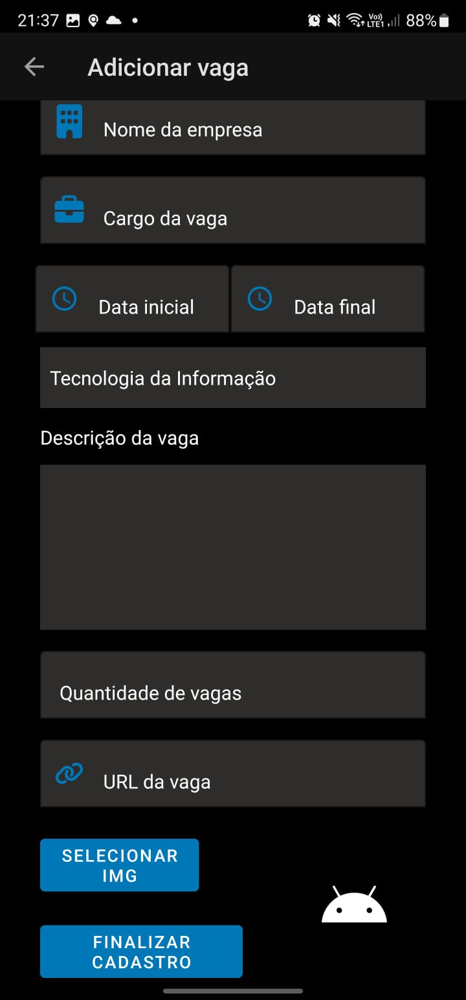 21:37
Vo))
LTE1
88%
Adicionar vaga
Nome da empresa
Cargo da vaga
Data inicial
Data final
Tecnologia da Informação
Descrição da vaga
Quantidade de vagas
URL da vaga
SELECIONAR
IMG
FINALIZAR
CADASTRO